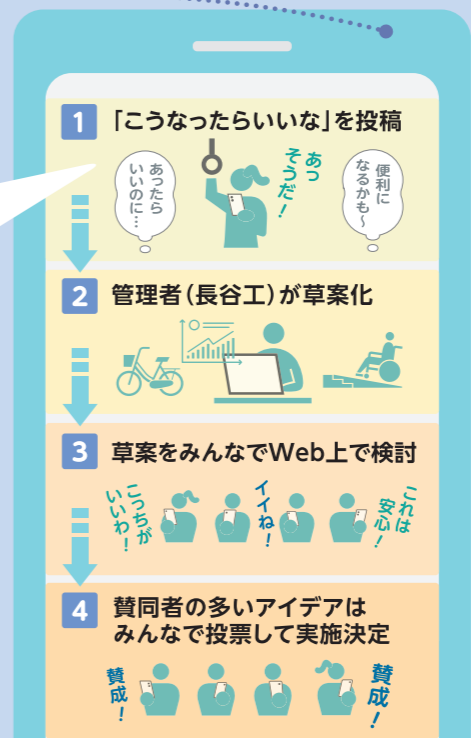 1 「こうなったらいいな」を投稿
あったら
いいのに…
あっ
そうだ！
便利に
なるかも～
2 管理者（長谷工）が草案化
3 草案をみんなでWeb上で検討
こっちが
いいわ！
イイね！
これは
安心！
4 賛同者の多いアイデアは
みんなで投票して実施決定
賛成！
賛成！